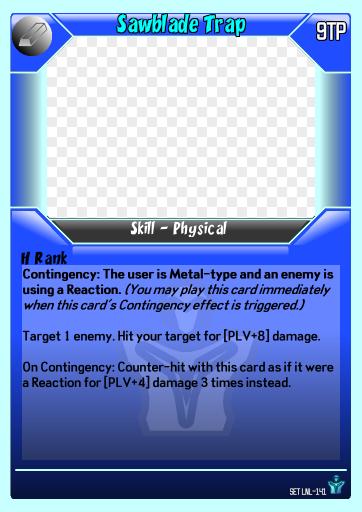 Sawblade Trap
9TP
Skill - Physical
H Rank
Contingency: The user is Metal-type and an enemy is
using a Reaction. (You may play this card immediately
when this card's Contingency effect is triggered.)
Target 1 enemy. Hit your target for [PLV+8] damage.
On Contingency: Counter-hit with this card as if it were
a Reaction for [PLV+4] damage 3 times instead.
SET LNL-141